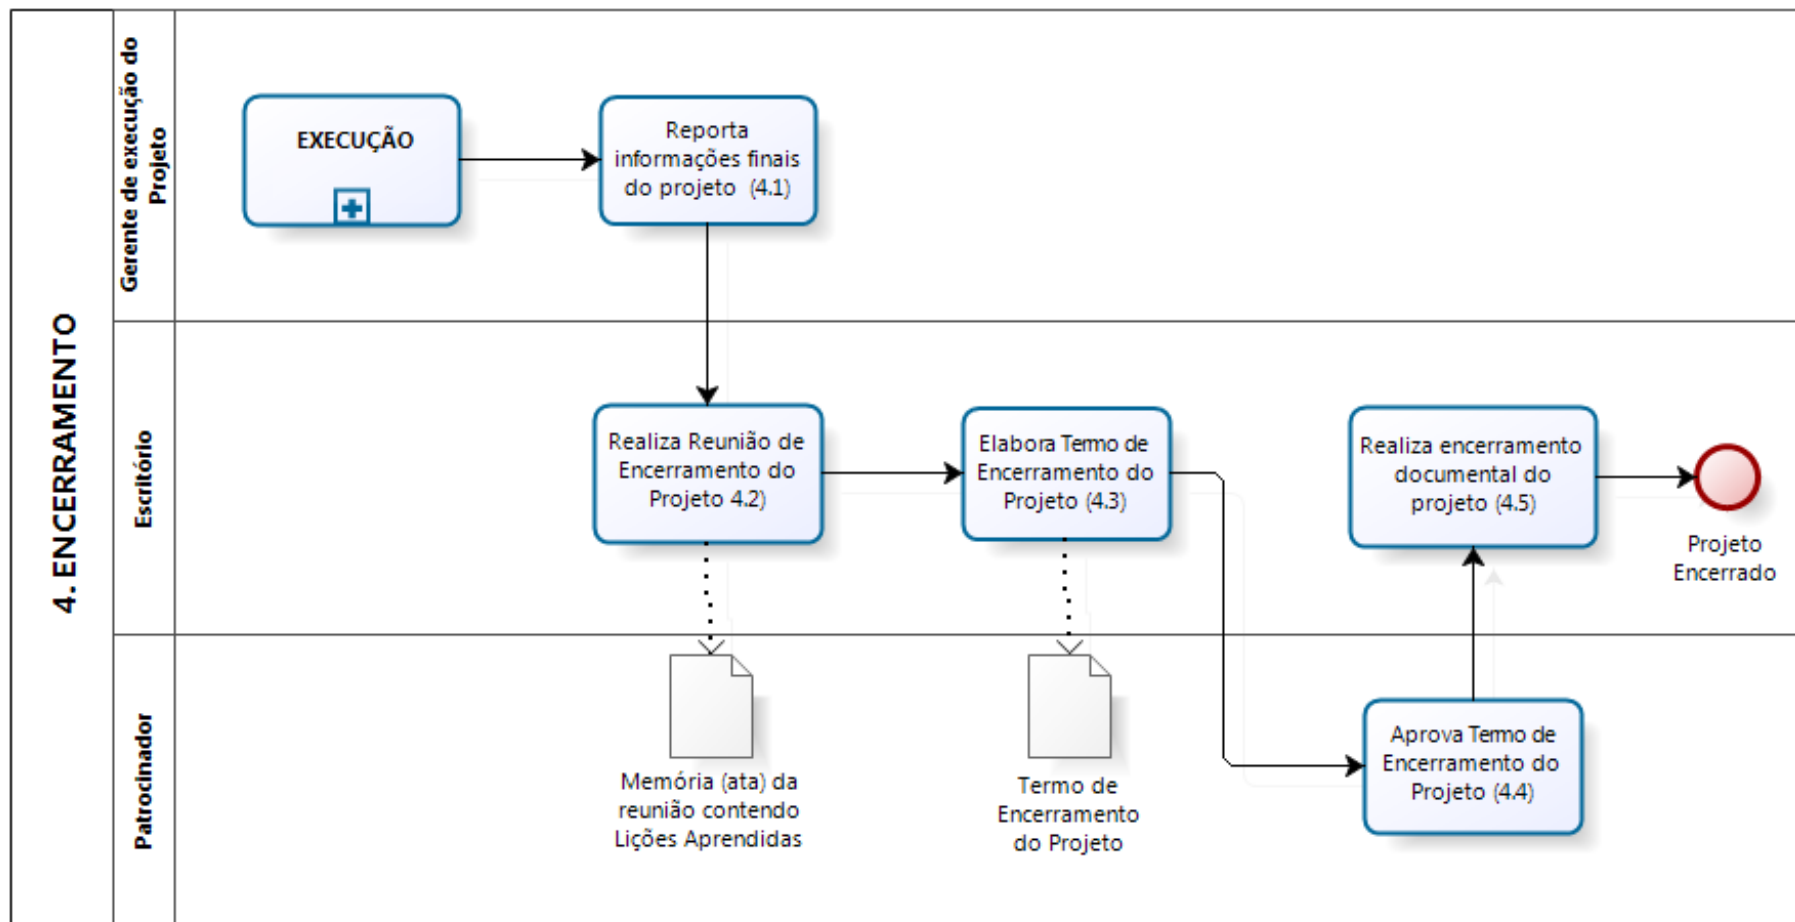 4. ENCERRAMENTO
Gerente de execução do
Projeto
EXECUÇÃO
Reporta
informações finais
do projeto (4.1)
Escritório
Realiza Reunião de
Encerramento do
Projeto 4.2)
Elabora Termo de
Encerramento do
Projeto (4.3)
Realiza encerramento
documental do
projeto (4.5)
Projeto
Encerrado
Patrocinador
Memória (ata) da
reunião contendo
Lições Aprendidas
Termo de
Encerramento
do Projeto
Aprova Termo de
Encerramento do
Projeto (4.4)